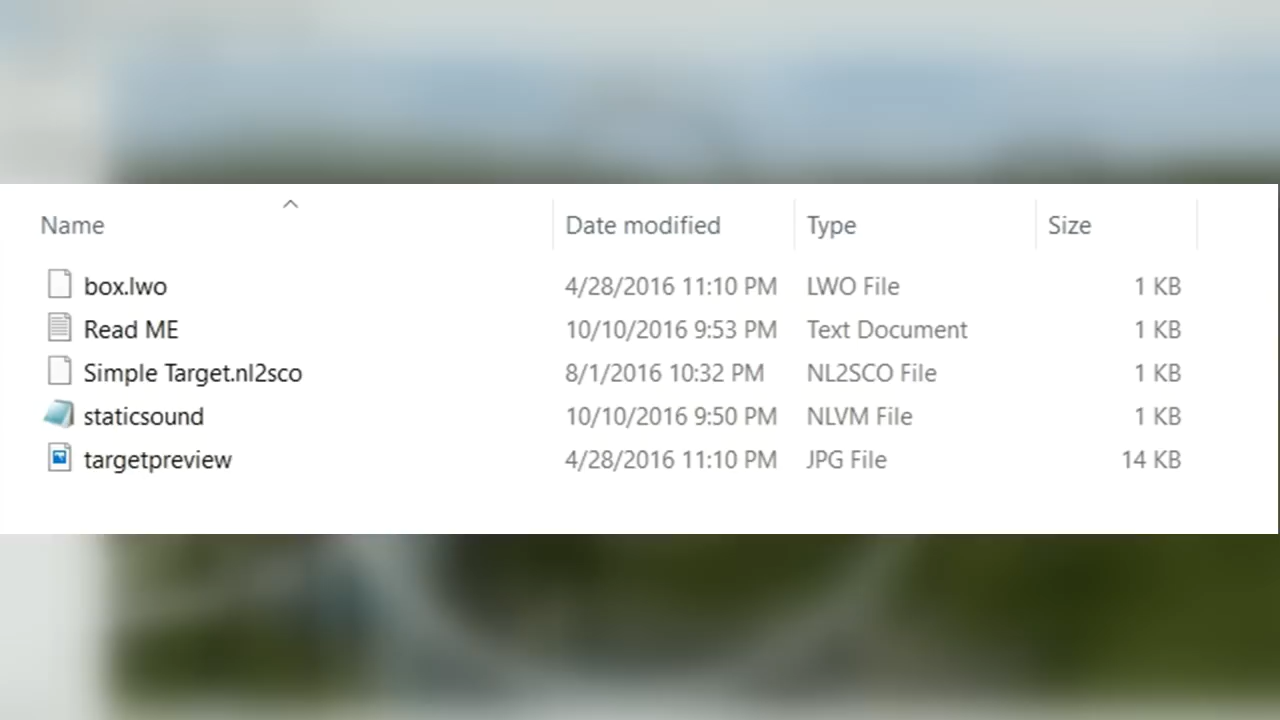 Name Date modified Type Size
box.lwo 4/28/2016 11:10 PM LWO File 1 KB
Read ME 10/10/2016 9:53 PM Text Document 1 KB
Simple Target.nl2sco 8/1/2016 10:32 PM NL2SCO File 1 KB
staticsound 10/10/2016 9:50 PM NLVM File 1 KB
targetpreview 4/28/2016 11:10 PM JPG File 14 KB